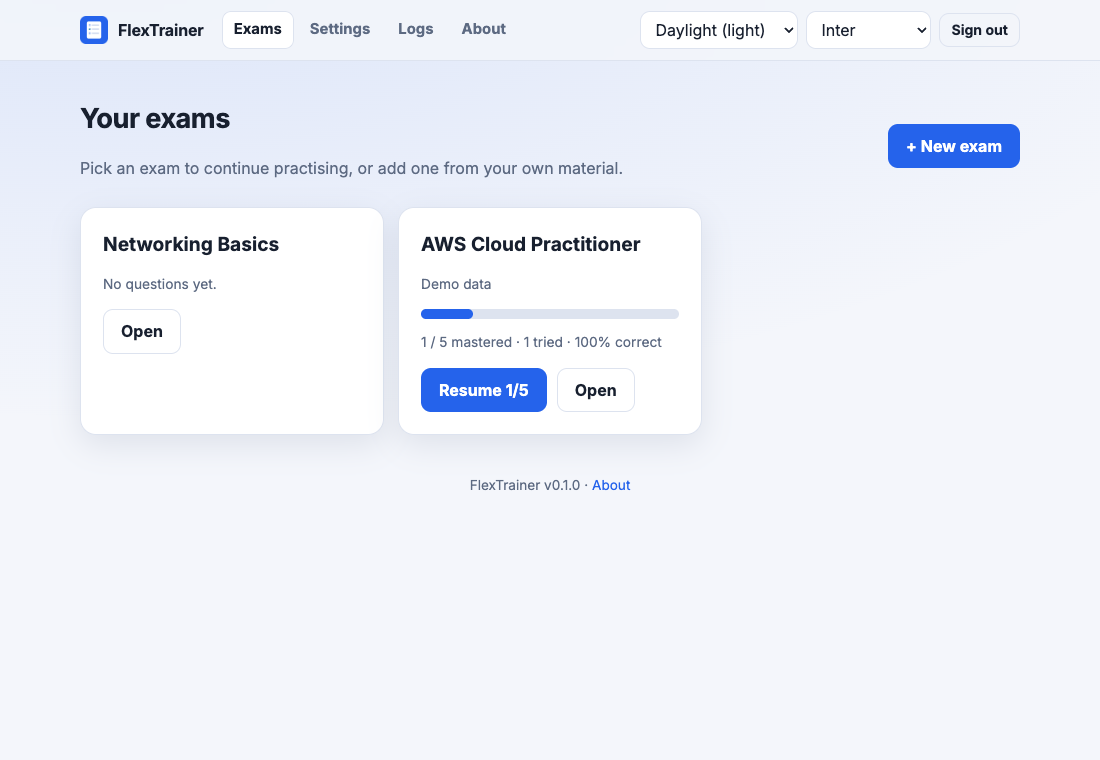 FlexTrainer Exams Settings Logs About Daylight (light) Inter Sign out
Your exams
+ New exam
Pick an exam to continue practising, or add one from your own material.
Networking Basics
No questions yet.
Open
AWS Cloud Practitioner
Demo data
1 / 5 mastered · 1 tried · 100% correct
Resume 1/5 Open
FlexTrainer v0.1.0 · About